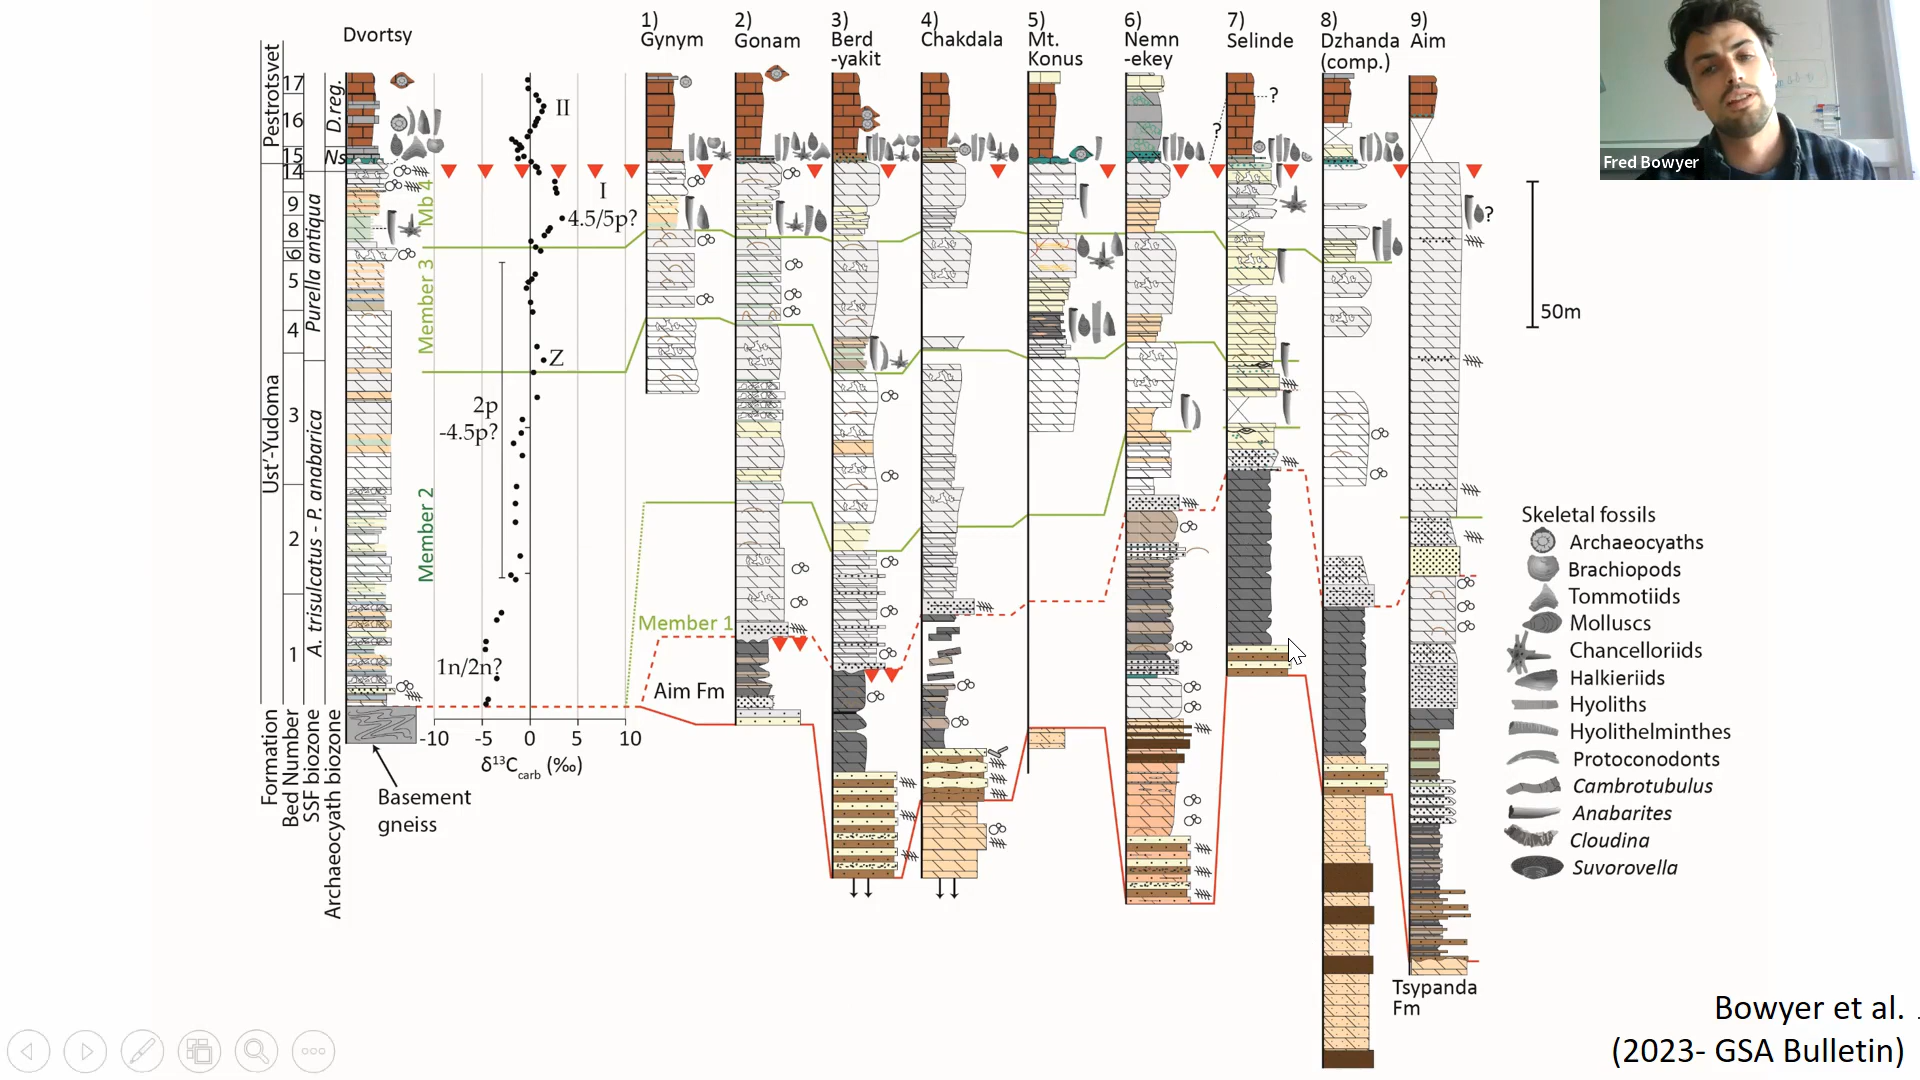 Dvortsy
1)
Gynym
2)
Gonam
3)
Berd
-yakit
4)
Chakdala
5)
Mt.
Konus
6)
Nemn
-ekey
7)
Selinde
8)
Dzhanda
(comp.)
9)
Aim
Fred Bowyer
Pestrotsvet
Ust'-Yudoma
17
16
15
14
9
8
6
5
4
3
2
1
D.reg.
Ns
Purella antiqua
A. trisulcatus - P. anabarica
Mb 4
Member 3
Member 2
Member 1
II
I
4.5/5p?
Z
2p
-4.5p?
1n/2n?
?
?
?
50m
Aim Fm
-10
-5
0
5
10
δ¹³C carb (‰)
Basement
gneiss
Formation
Bed Number
SSF biozone
Archaeocyath biozone
Tsypanda
Fm
Skeletal fossils
Archaeocyaths
Brachiopods
Tommotiids
Molluscs
Chancelloriids
Halkieriids
Hyoliths
Hyolithelminthes
Protoconodonts
Cambrotubulus
Anabarites
Cloudina
Suvorovella
Bowyer et al.
(2023- GSA Bulletin)